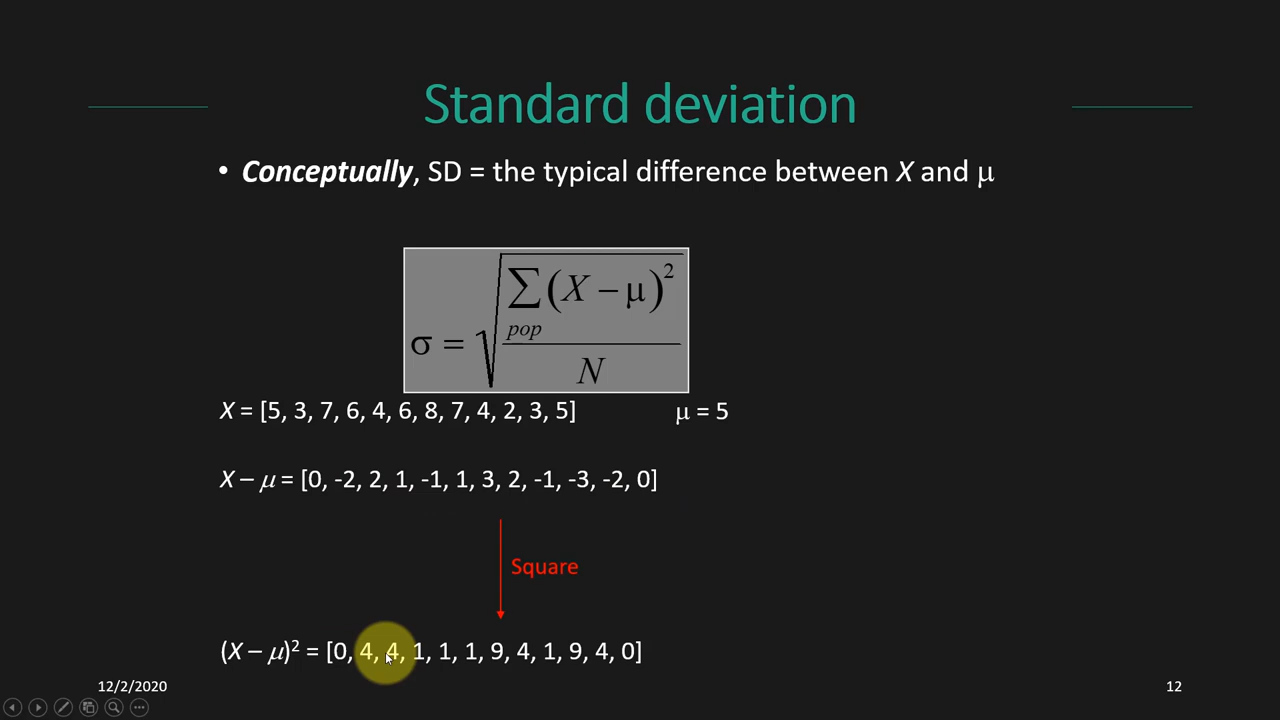 Standard deviation
• Conceptually, SD = the typical difference between X and μ
σ = √(∑pop (X − μ)² / N)
X = [5, 3, 7, 6, 4, 6, 8, 7, 4, 2, 3, 5] μ = 5
X − μ = [0, -2, 2, 1, -1, 1, 3, 2, -1, -3, -2, 0]
Square
(X − μ)² = [0, 4, 4, 1, 1, 1, 9, 4, 1, 9, 4, 0]
12/2/2020 12